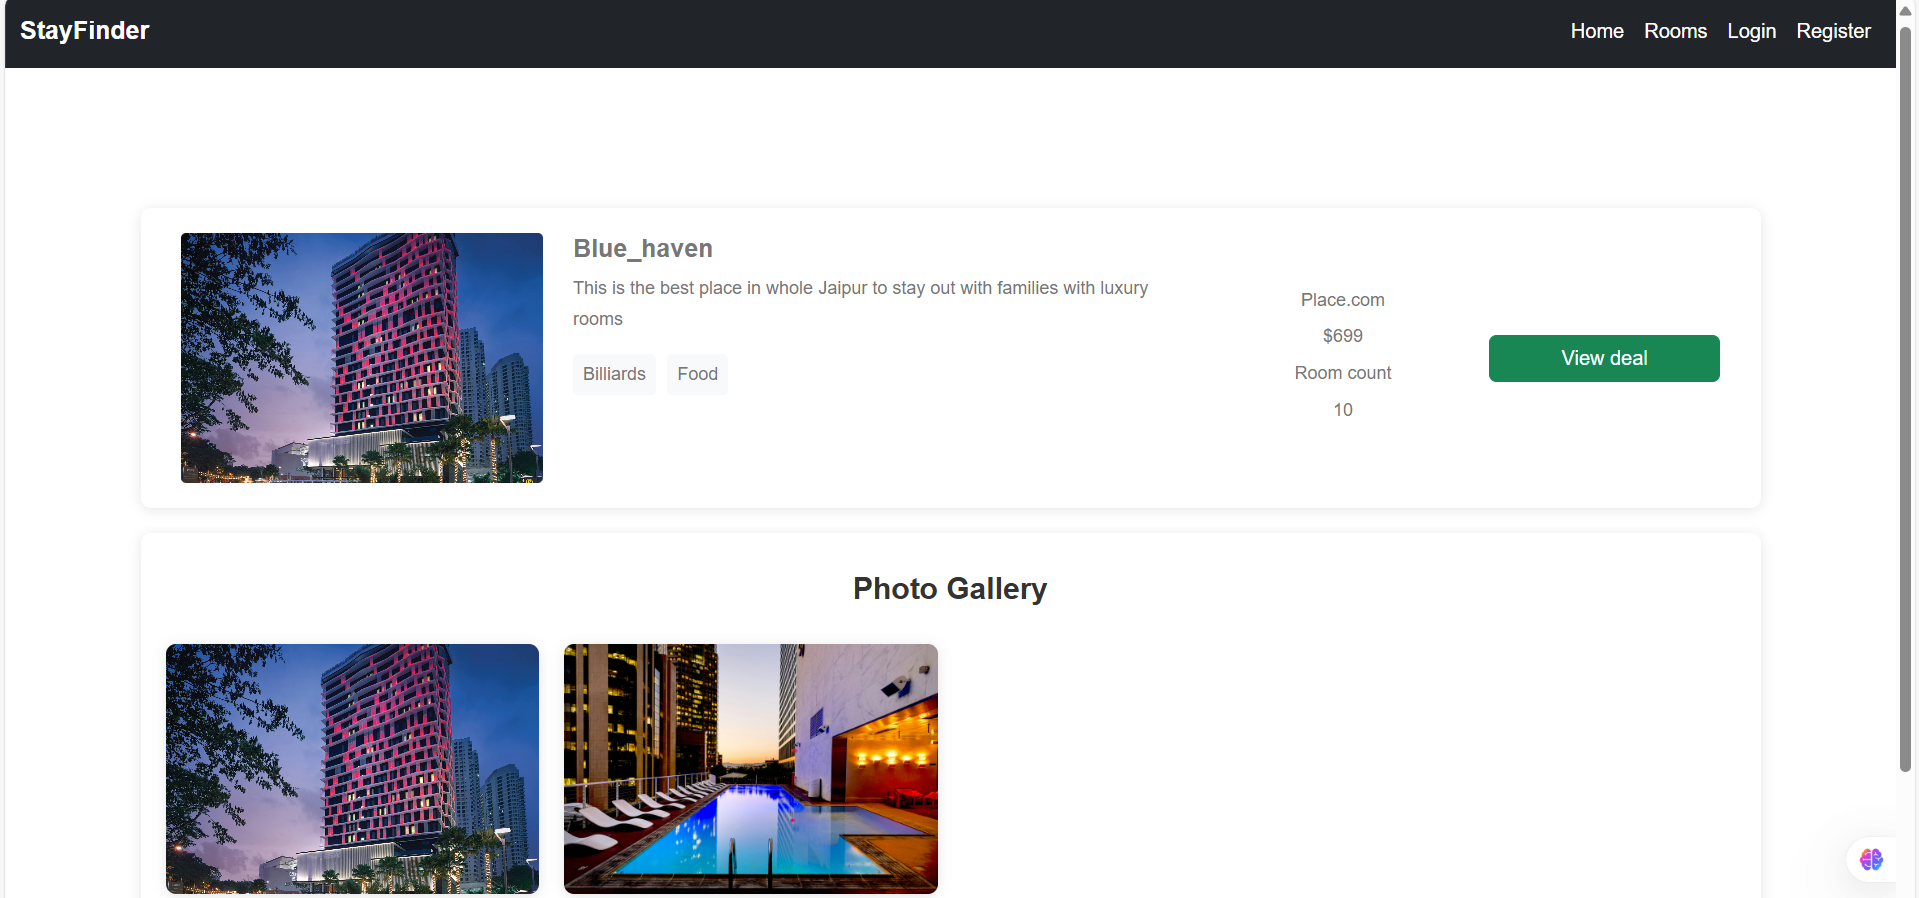 StayFinder
Home Rooms Login Register
Blue_haven
This is the best place in whole Jaipur to stay out with families with luxury
rooms
Billiards Food
Place.com
$699
Room count
10
View deal
Photo Gallery